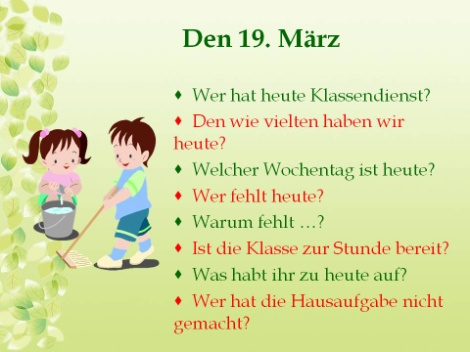 Den 19. März
♦ Wer hat heute Klassendienst?
♦ Den wie vielten haben wir
heute?
♦ Welcher Wochentag ist heute?
♦ Wer fehlt heute?
♦ Warum fehlt …?
♦ Ist die Klasse zur Stunde bereit?
♦ Was habt ihr zu heute auf?
♦ Wer hat die Hausaufgabe nicht
gemacht?